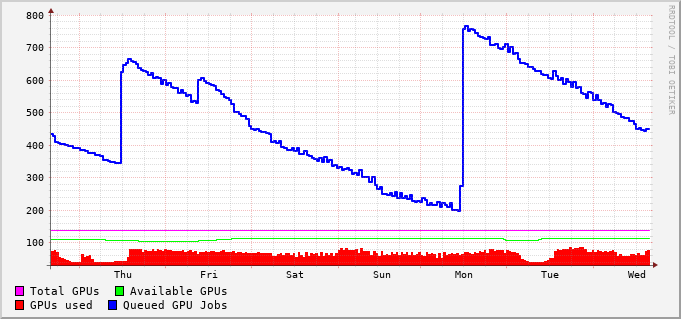 800
700
600
500
400
300
200
100
Thu Fri Sat Sun Mon Tue Wed
RRDTOOL / TOBI OETIKER
Total GPUs Available GPUs
GPUs used Queued GPU Jobs